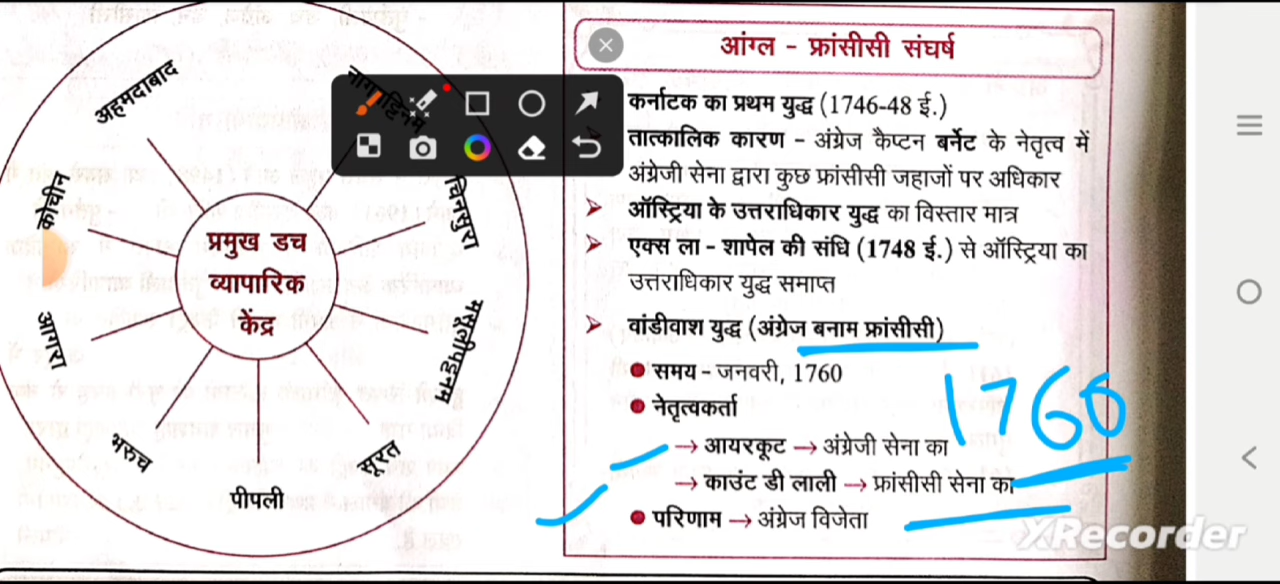 अहमदाबाद
नागापट्टिनम
कोचीन
चिनसुरा
प्रमुख डच
व्यापारिक
केंद्र
आगरा
मसूलीपट्टनम
भरुच
सूरत
पीपली
आंग्ल - फ्रांसीसी संघर्ष
कर्नाटक का प्रथम युद्ध (1746-48 ई.)
तात्कालिक कारण - अंग्रेज कैप्टन बर्नेट के नेतृत्व में
अंग्रेजी सेना द्वारा कुछ फ्रांसीसी जहाजों पर अधिकार
ऑस्ट्रिया के उत्तराधिकार युद्ध का विस्तार मात्र
एक्स ला - शापेल की संधि (1748 ई.) से ऑस्ट्रिया का
उत्तराधिकार युद्ध समाप्त
वांडीवाश युद्ध (अंग्रेज बनाम फ्रांसीसी)
समय - जनवरी, 1760
1760
नेतृत्वकर्ता
→ आयरकूट → अंग्रेजी सेना का
→ काउंट डी लाली → फ्रांसीसी सेना का
परिणाम → अंग्रेज विजेता
XRecorder